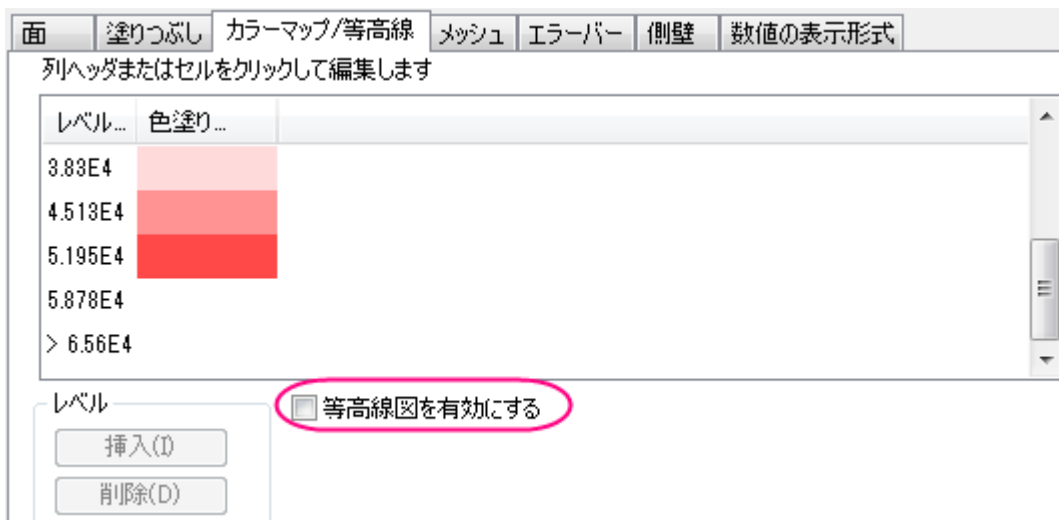 面 塗りつぶし カラーマップ/等高線 メッシュ エラーバー 側壁 数値の表示形式
列ヘッダまたはセルをクリックして編集します
レベル... 色塗り...
3.83E4
4.513E4
5.195E4
5.878E4
> 6.56E4
レベル 等高線図を有効にする
挿入(I)
削除(D)